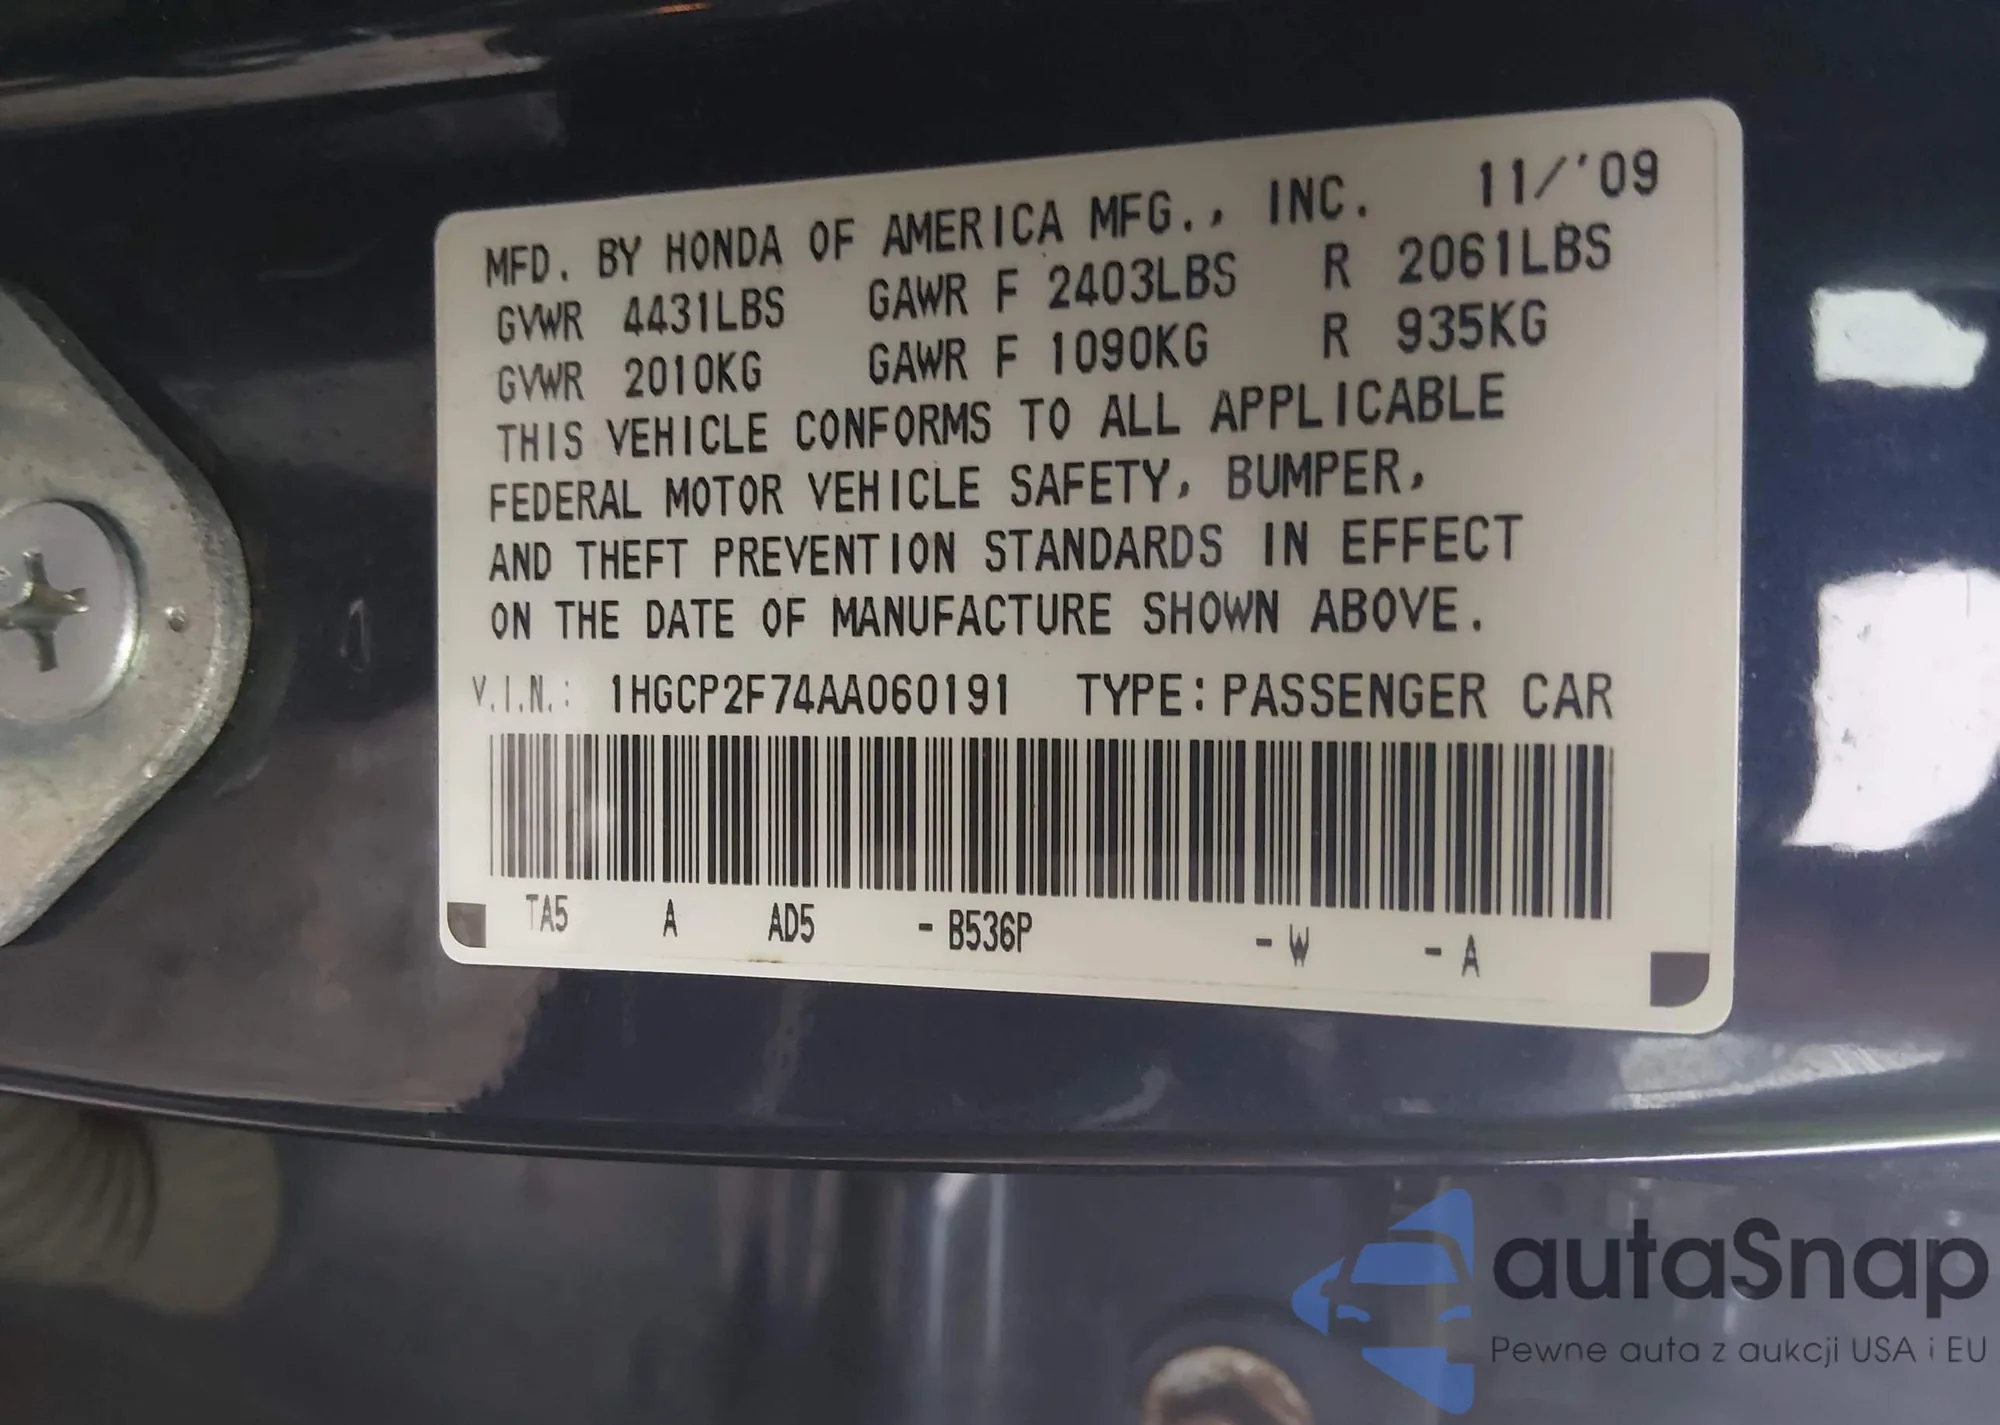 MFD. BY HONDA OF AMERICA MFG., INC. 11/'09
GVWR 4431LBS GAWR F 2403LBS R 2061LBS
GVWR 2010KG GAWR F 1090KG R 935KG
THIS VEHICLE CONFORMS TO ALL APPLICABLE
FEDERAL MOTOR VEHICLE SAFETY, BUMPER,
AND THEFT PREVENTION STANDARDS IN EFFECT
ON THE DATE OF MANUFACTURE SHOWN ABOVE.
V.I.N.: 1HGCP2F74AA060191 TYPE: PASSENGER CAR
TA5 A AD5 - B536P - W - A
autaSnap
Pewne auta z aukcji USA i EU